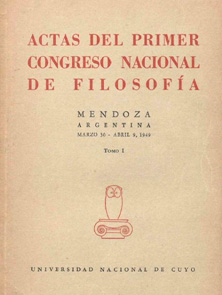 ACTAS DEL PRIMER
CONGRESO NACIONAL
DE FILOSOFÍA
MENDOZA
ARGENTINA
MARZO 30 - ABRIL 9, 1949
TOMO I
UNIVERSIDAD NACIONAL DE CUYO